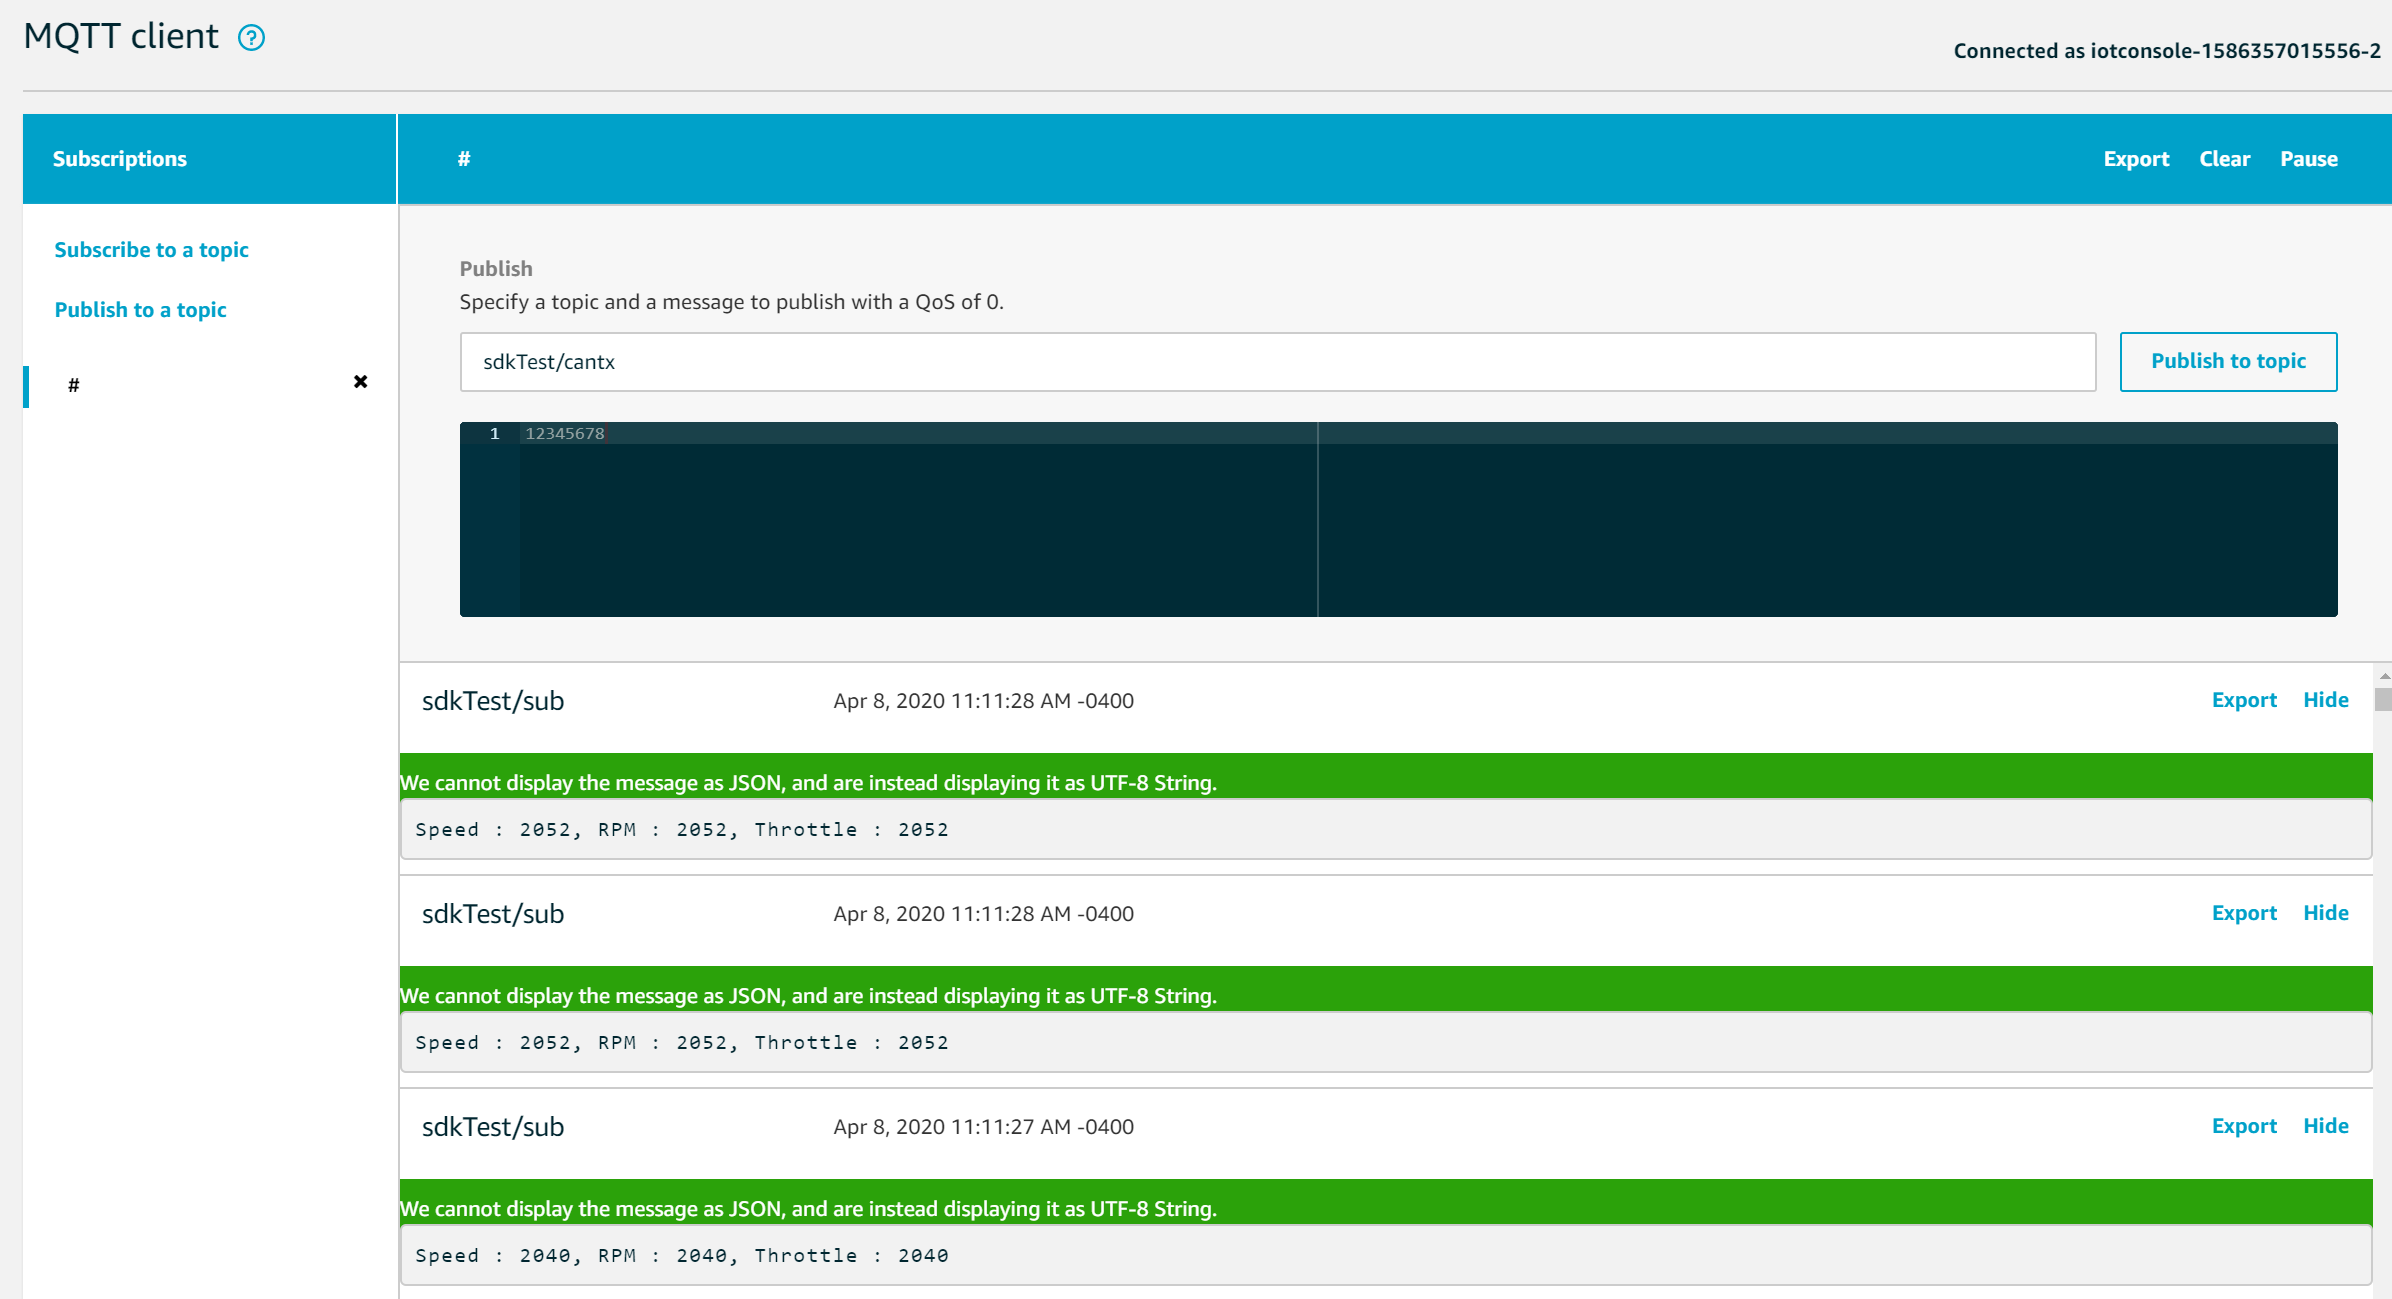 MQTT client ?
Connected as iotconsole-1586357015556-2
Subscriptions
#
Export Clear Pause
Subscribe to a topic
Publish to a topic
#
Publish
Specify a topic and a message to publish with a QoS of 0.
sdkTest/cantx
Publish to topic
1 12345678
sdkTest/sub Apr 8, 2020 11:11:28 AM -0400 Export Hide
We cannot display the message as JSON, and are instead displaying it as UTF-8 String.
Speed : 2052, RPM : 2052, Throttle : 2052
sdkTest/sub Apr 8, 2020 11:11:28 AM -0400 Export Hide
We cannot display the message as JSON, and are instead displaying it as UTF-8 String.
Speed : 2052, RPM : 2052, Throttle : 2052
sdkTest/sub Apr 8, 2020 11:11:27 AM -0400 Export Hide
We cannot display the message as JSON, and are instead displaying it as UTF-8 String.
Speed : 2040, RPM : 2040, Throttle : 2040